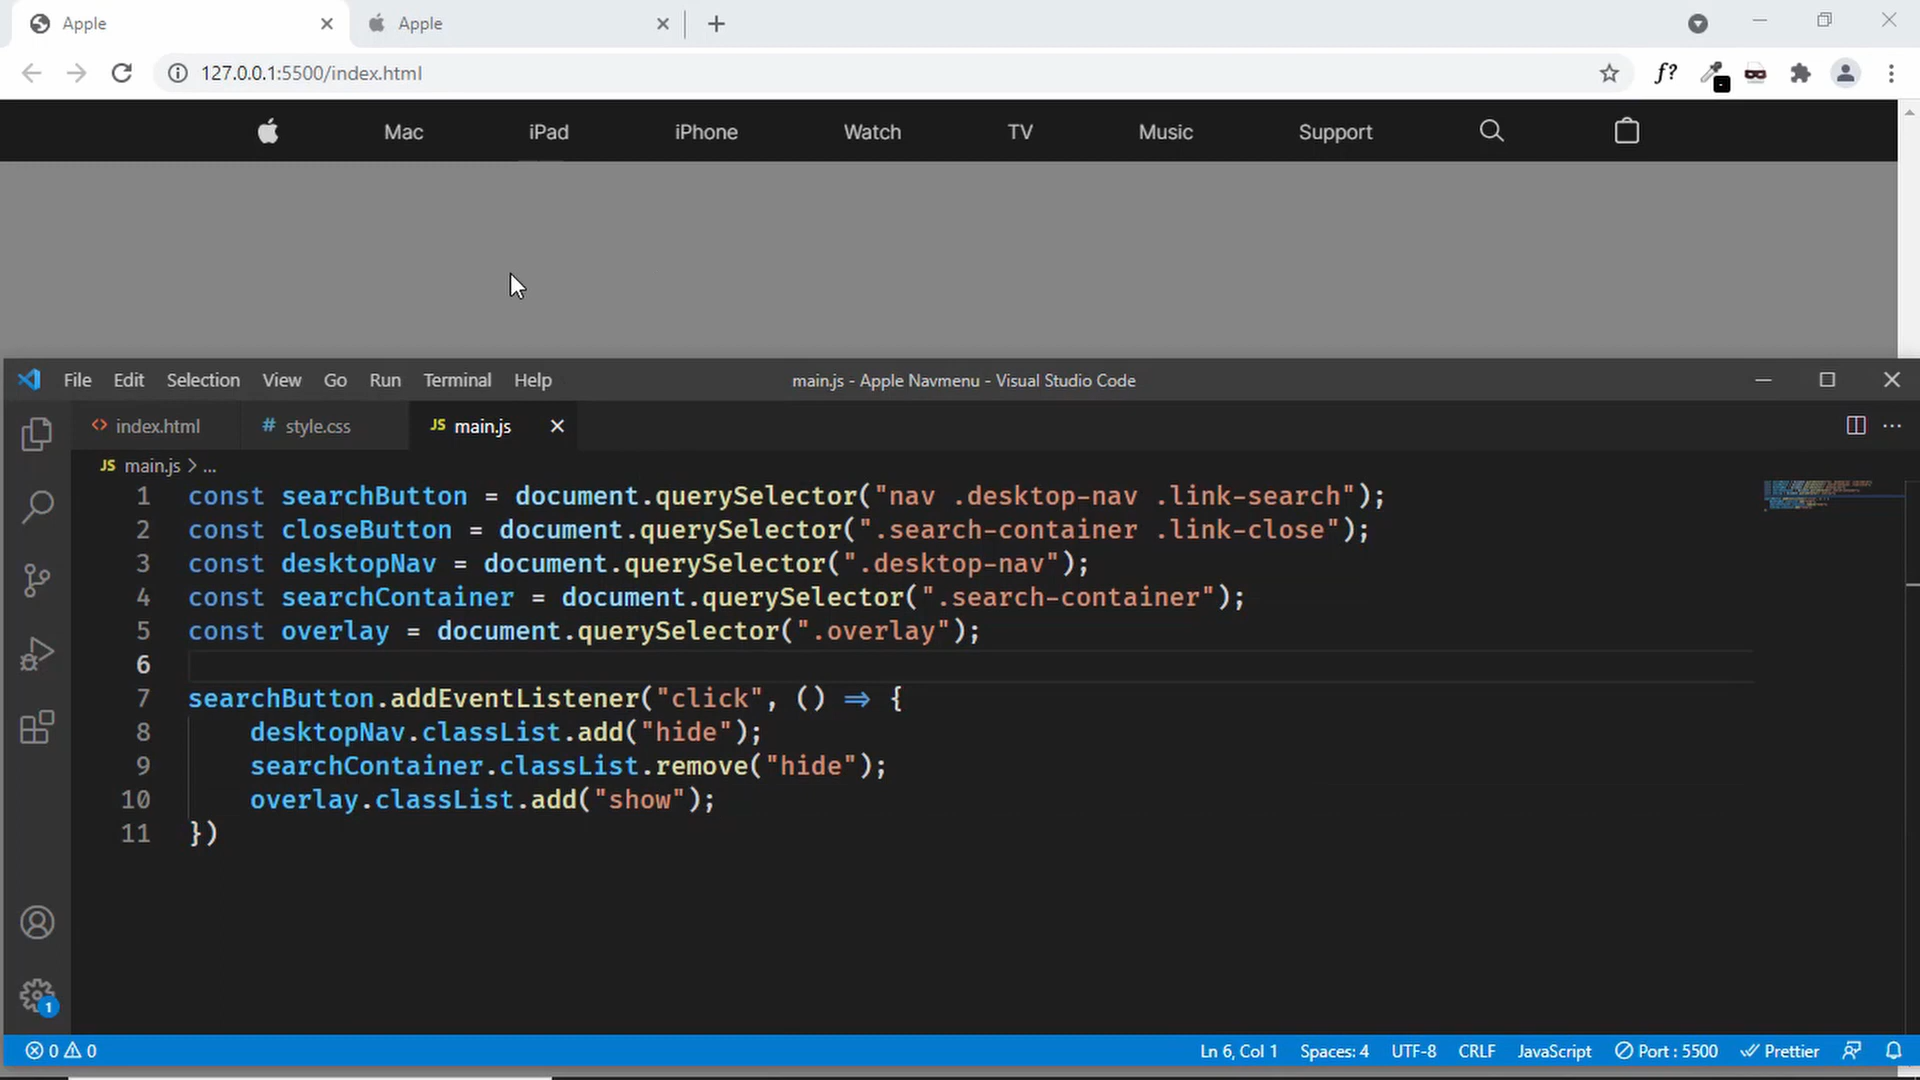 Apple
Apple
127.0.0.1:5500/index.html
f?
Mac iPad iPhone Watch TV Music Support
File Edit Selection View Go Run Terminal Help
main.js - Apple Navmenu - Visual Studio Code
<> index.html
# style.css
JS main.js
JS main.js > ...
1 const searchButton = document.querySelector("nav .desktop-nav .link-search");
2 const closeButton = document.querySelector(".search-container .link-close");
3 const desktopNav = document.querySelector(".desktop-nav");
4 const searchContainer = document.querySelector(".search-container");
5 const overlay = document.querySelector(".overlay");
6
7 searchButton.addEventListener("click", () => {
8 desktopNav.classList.add("hide");
9 searchContainer.classList.remove("hide");
10 overlay.classList.add("show");
11 })
1
0 0
Ln 6, Col 1 Spaces: 4 UTF-8 CRLF JavaScript Port : 5500 Prettier